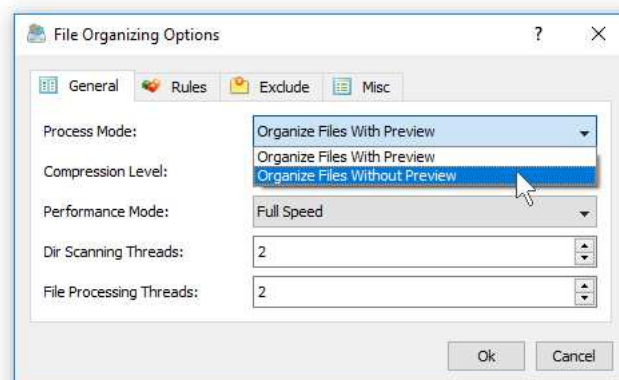 File Organizing Options ?
General Rules Exclude Misc
Process Mode: Organize Files With Preview
Organize Files With Preview
Compression Level: Organize Files Without Preview
Performance Mode: Full Speed
Dir Scanning Threads: 2
File Processing Threads: 2
Ok Cancel